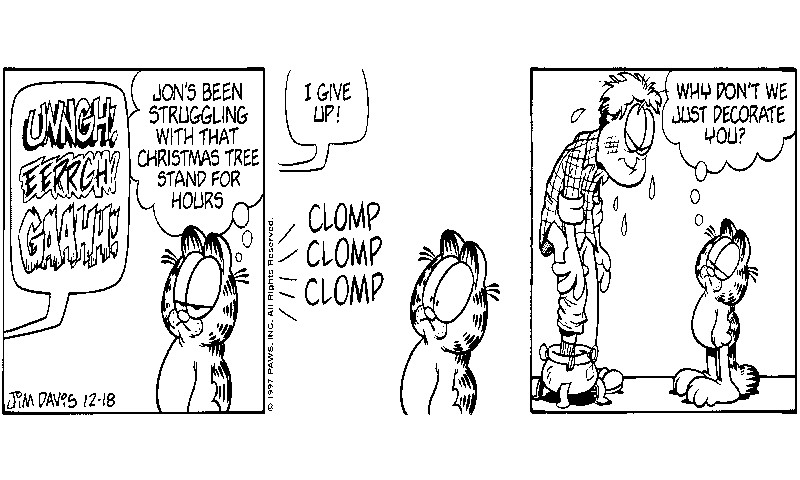 UNNGH!
EERRGH!
GAAHH!
JON'S BEEN
STRUGGLING
WITH THAT
CHRISTMAS TREE
STAND FOR
HOURS
JIM DAVIS 12-18
© 1997 PAWS, INC. All Rights Reserved.
I GIVE
UP!
CLOMP
CLOMP
CLOMP
WHY DON'T WE
JUST DECORATE
YOU?